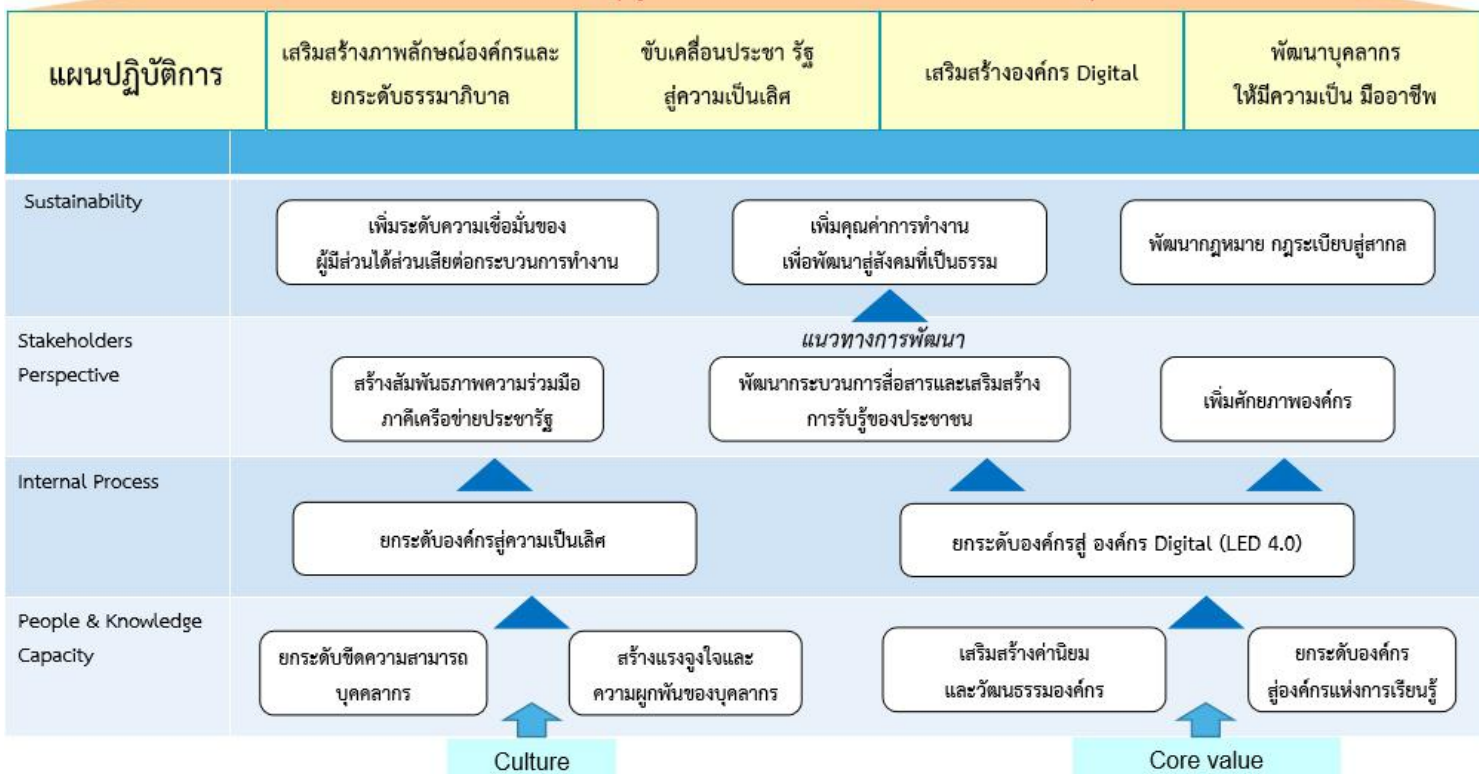 แผนปฏิบัติการ
เสริมสร้างภาพลักษณ์องค์กรและ
ยกระดับธรรมาภิบาล
ขับเคลื่อนประชา รัฐ
สู่ความเป็นเลิศ
เสริมสร้างองค์กร Digital
พัฒนาบุคลากร
ให้มีความเป็น มืออาชีพ
Sustainability
เพิ่มระดับความเชื่อมั่นของ
ผู้มีส่วนได้ส่วนเสียต่อกระบวนการทำงาน
เพิ่มคุณค่าการทำงาน
เพื่อพัฒนาสู่สังคมที่เป็นธรรม
พัฒนากฎหมาย กฎระเบียบสู่สากล
Stakeholders
Perspective
แนวทางการพัฒนา
สร้างสัมพันธภาพความร่วมมือ
ภาคีเครือข่ายประชารัฐ
พัฒนากระบวนการสื่อสารและเสริมสร้าง
การรับรู้ของประชาชน
เพิ่มศักยภาพองค์กร
Internal Process
ยกระดับองค์กรสู่ความเป็นเลิศ
ยกระดับองค์กรสู่ องค์กร Digital (LED 4.0)
People & Knowledge
Capacity
ยกระดับขีดความสามารถ
บุคคลากร
สร้างแรงจูงใจและ
ความผูกพันของบุคลากร
เสริมสร้างค่านิยม
และวัฒนธรรมองค์กร
ยกระดับองค์กร
สู่องค์กรแห่งการเรียนรู้
Culture
Core value